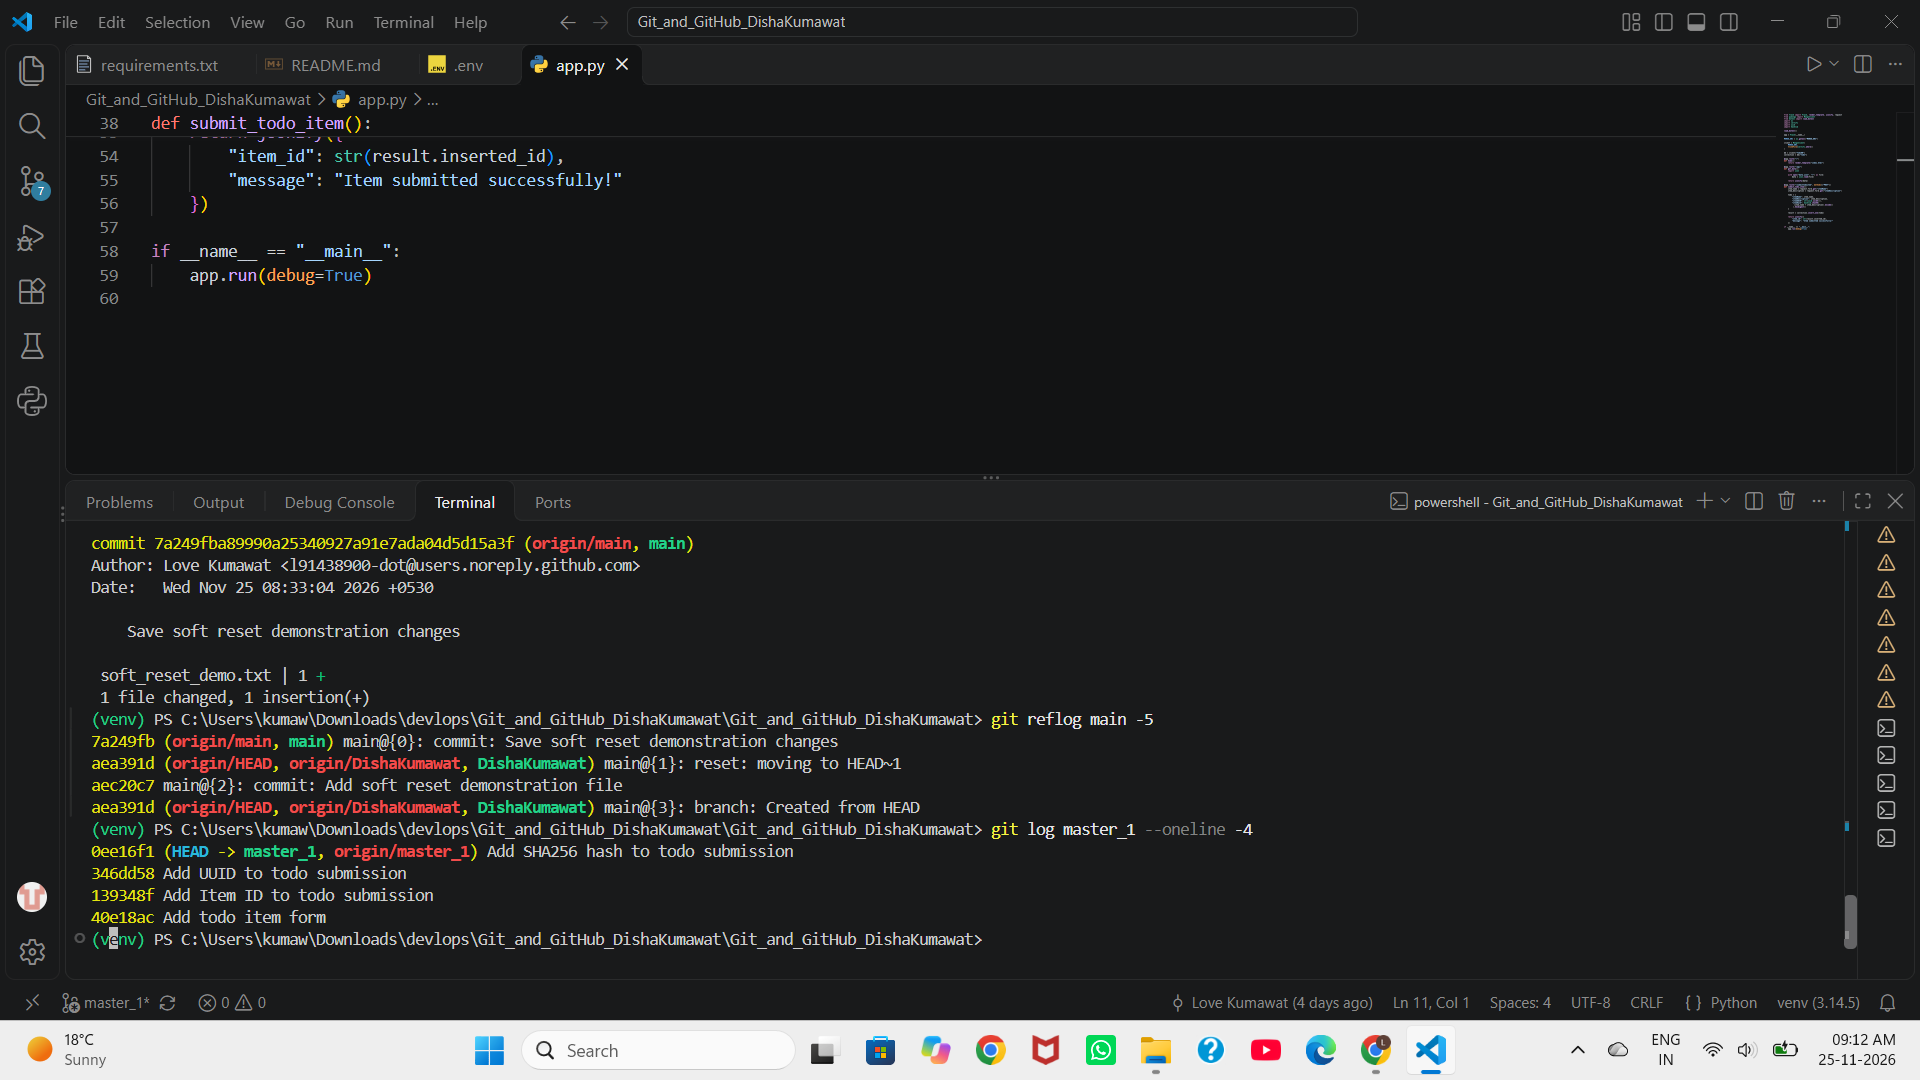 File Edit Selection View Go Run Terminal Help
Git_and_GitHub_DishaKumawat
requirements.txt README.md .env app.py
Git_and_GitHub_DishaKumawat > app.py > ...
38 def submit_todo_item():
54 "item_id": str(result.inserted_id),
55 "message": "Item submitted successfully!"
56 })
57
58 if __name__ == "__main__":
59 app.run(debug=True)
60
Problems Output Debug Console Terminal Ports
powershell - Git_and_GitHub_DishaKumawat
commit 7a249fba89990a25340927a91e7ada04d5d15a3f (origin/main, main)
Author: Love Kumawat <l91438900-dot@users.noreply.github.com>
Date:   Wed Nov 25 08:33:04 2026 +0530
Save soft reset demonstration changes
soft_reset_demo.txt | 1 +
1 file changed, 1 insertion(+)
(venv) PS C:\Users\kumaw\Downloads\devlops\Git_and_GitHub_DishaKumawat\Git_and_GitHub_DishaKumawat> git reflog main -5
7a249fb (origin/main, main) main@{0}: commit: Save soft reset demonstration changes
aea391d (origin/HEAD, origin/DishaKumawat, DishaKumawat) main@{1}: reset: moving to HEAD~1
aec20c7 main@{2}: commit: Add soft reset demonstration file
aea391d (origin/HEAD, origin/DishaKumawat, DishaKumawat) main@{3}: branch: Created from HEAD
(venv) PS C:\Users\kumaw\Downloads\devlops\Git_and_GitHub_DishaKumawat\Git_and_GitHub_DishaKumawat> git log master_1 --oneline -4
0ee16f1 (HEAD -> master_1, origin/master_1) Add SHA256 hash to todo submission
346dd58 Add UUID to todo submission
139348f Add Item ID to todo submission
40e18ac Add todo item form
(venv) PS C:\Users\kumaw\Downloads\devlops\Git_and_GitHub_DishaKumawat\Git_and_GitHub_DishaKumawat>
7
master_1* 0 0 Love Kumawat (4 days ago) Ln 11, Col 1 Spaces: 4 UTF-8 CRLF { } Python venv (3.14.5)
18°C
Sunny
Search
ENG
IN
09:12 AM
25-11-2026